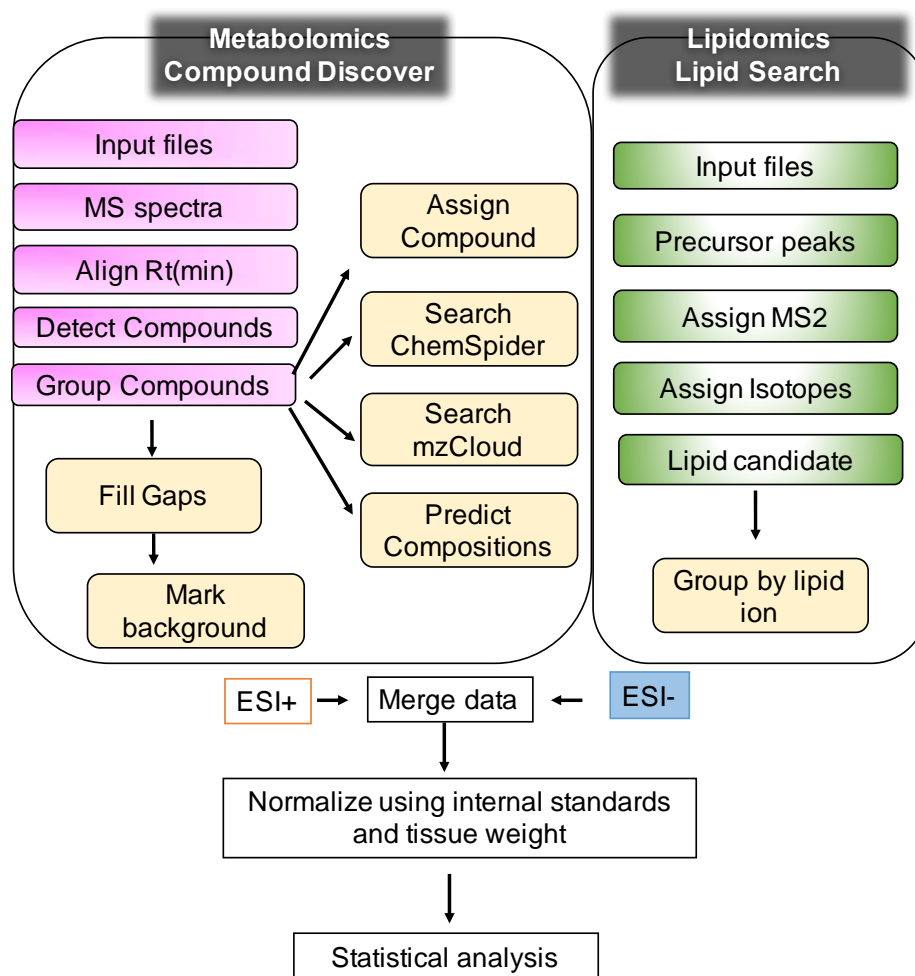 Metabolomics
Compound Discover
Input files
MS spectra
Align Rt(min)
Detect Compounds
Group Compounds
Fill Gaps
Mark
background
Assign
Compound
Search
ChemSpider
Search
mzCloud
Predict
Compositions
Lipidomics
Lipid Search
Input files
Precursor peaks
Assign MS2
Assign Isotopes
Lipid candidate
Group by lipid
ion
ESI+
Merge data
ESI-
Normalize using internal standards
and tissue weight
Statistical analysis